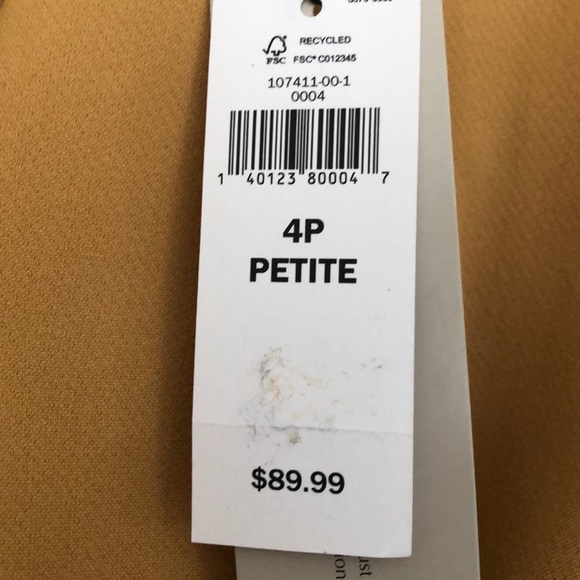 RECYCLED
FSC FSC® C012345
107411-00-1
0004
1 40123 80004 7
4P
PETITE
$89.99